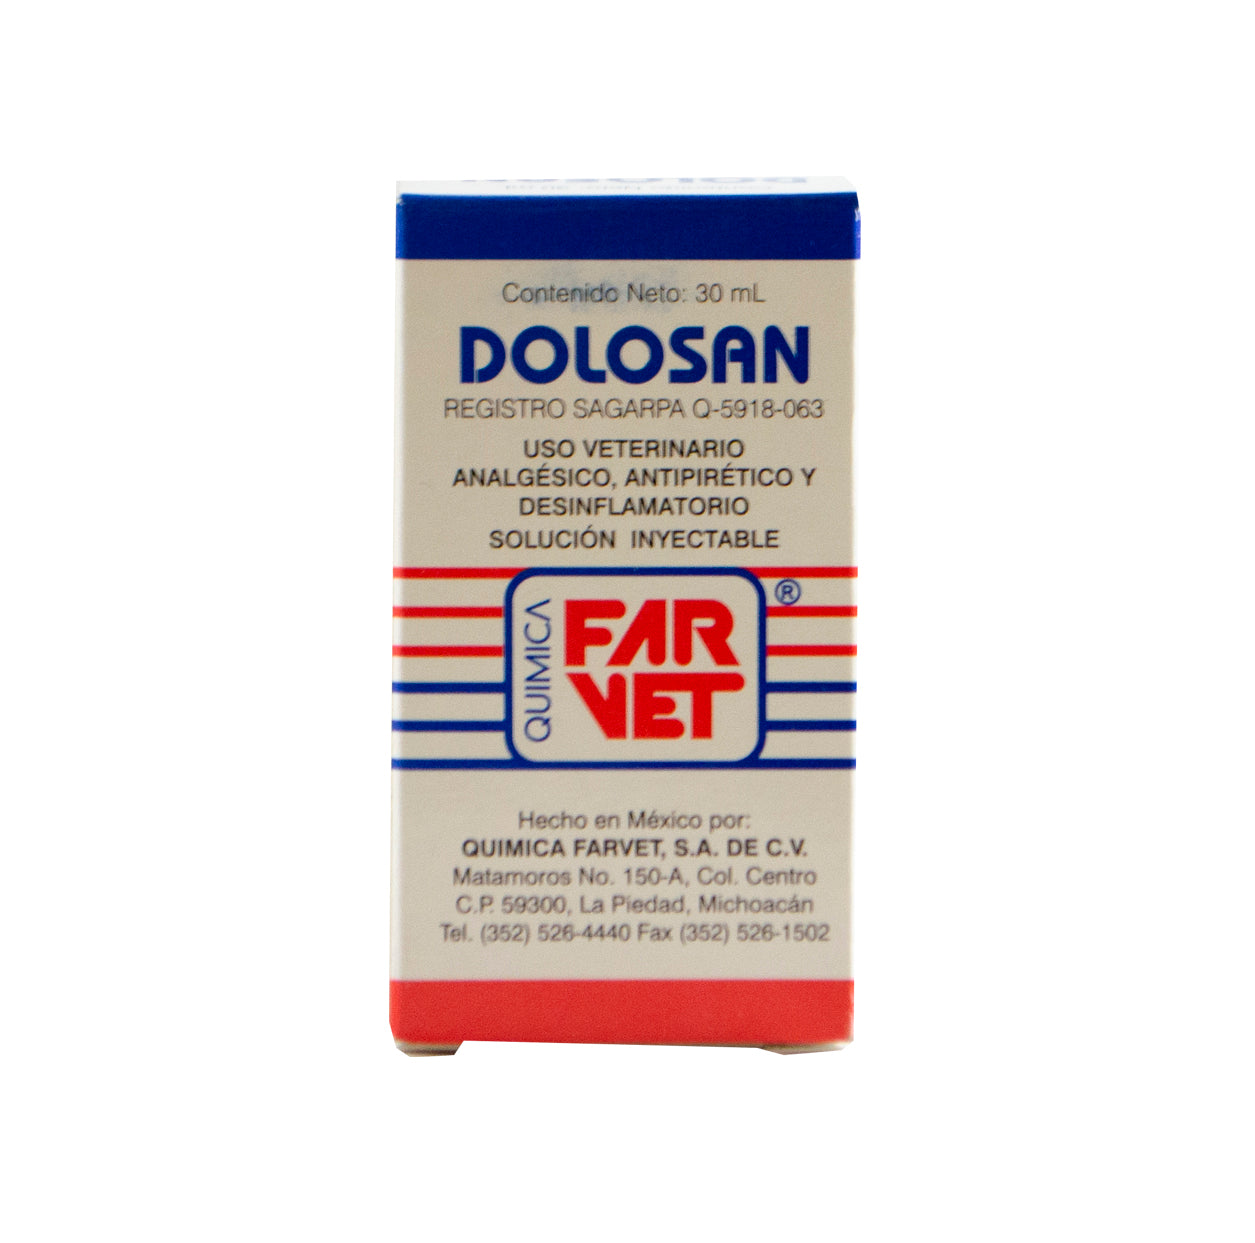 Contenido Neto: 30 mL
DOLOSAN
REGISTRO SAGARPA Q-5918-063
USO VETERINARIO
ANALGÉSICO, ANTIPIRÉTICO Y
DESINFLAMATORIO
SOLUCIÓN INYECTABLE
QUIMICA
FAR
VET
®
Hecho en México por:
QUIMICA FARVET, S.A. DE C.V.
Matamoros No. 150-A, Col. Centro
C.P. 59300, La Piedad, Michoacán
Tel. (352) 526-4440 Fax (352) 526-1502